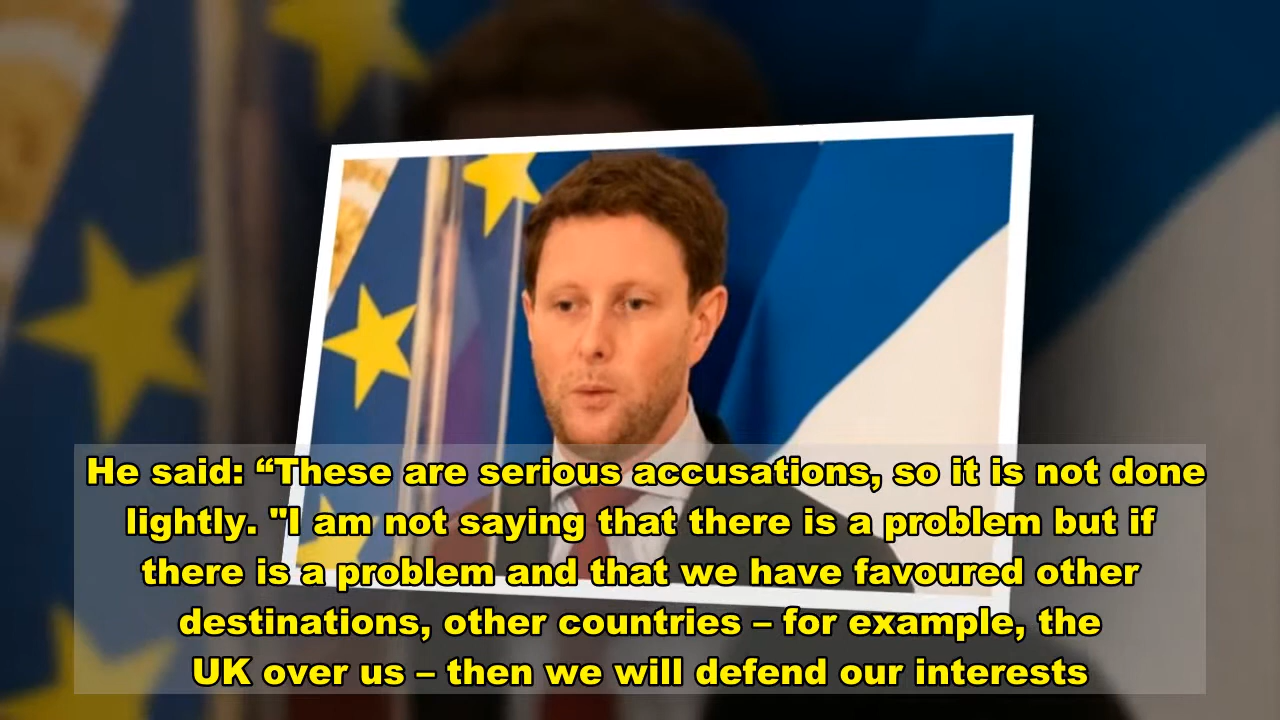 He said: “These are serious accusations, so it is not done
lightly. "I am not saying that there is a problem but if
there is a problem and that we have favoured other
destinations, other countries – for example, the
UK over us – then we will defend our interests